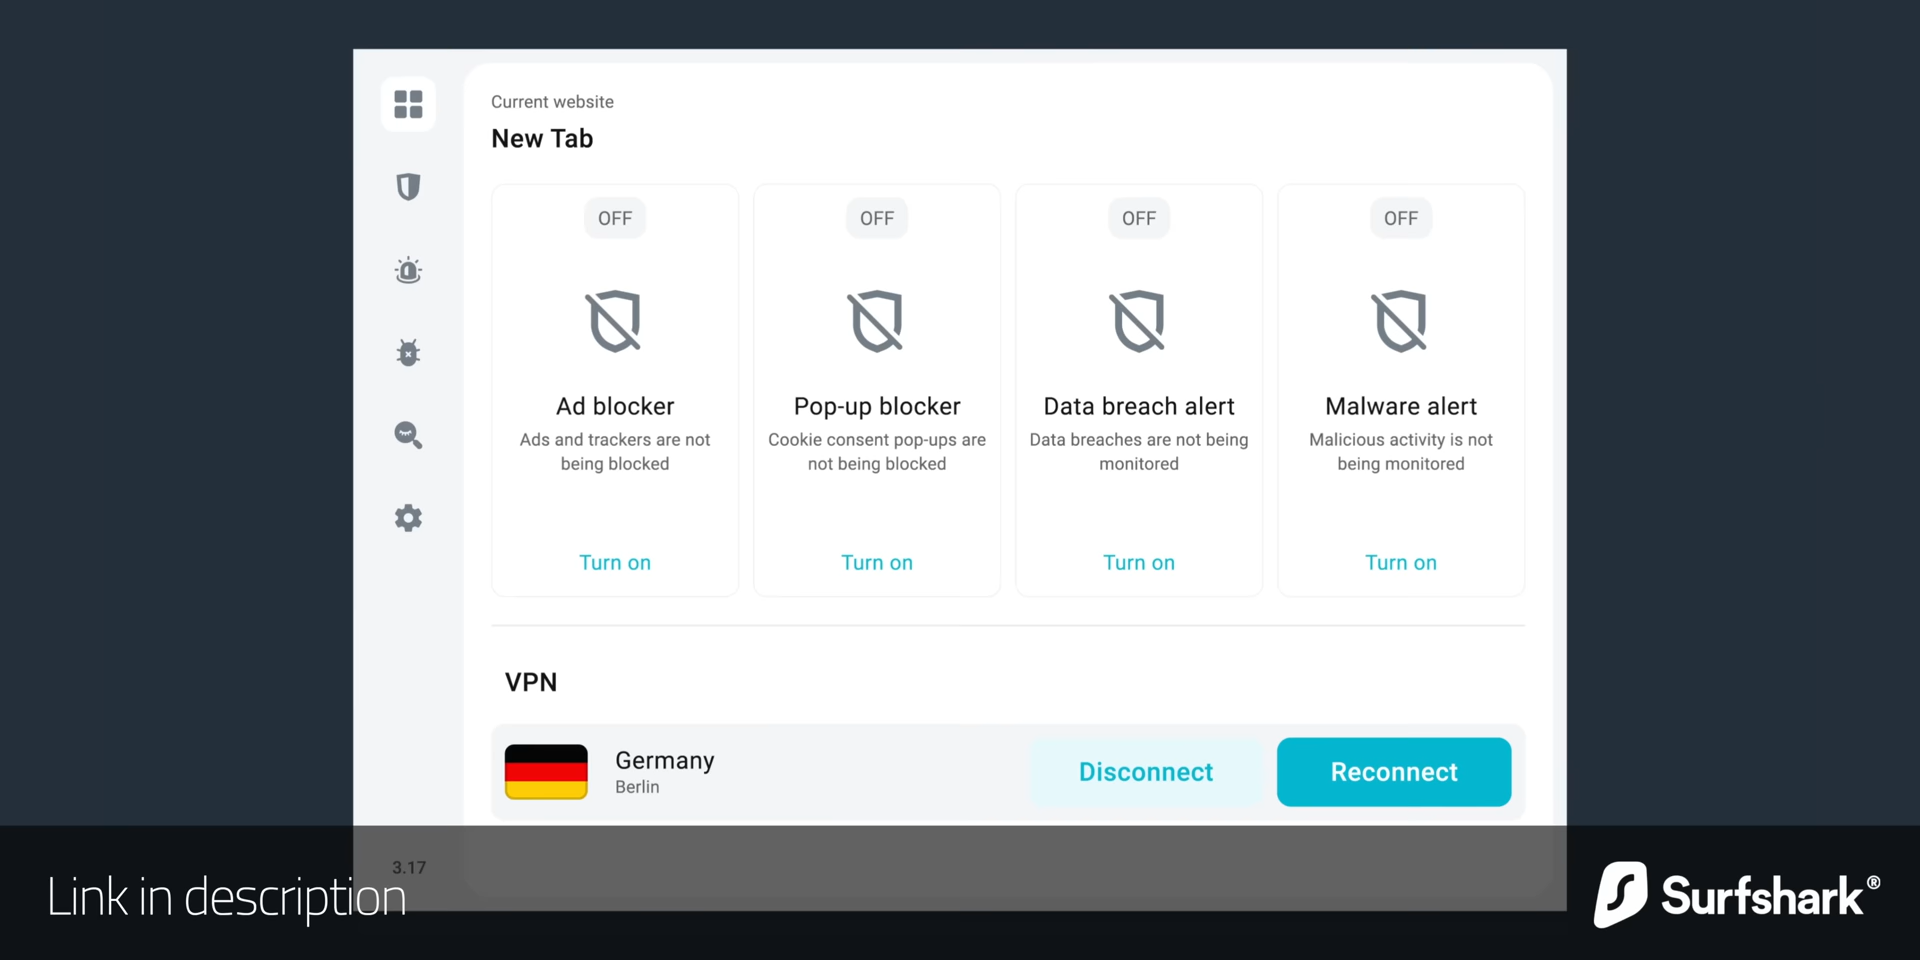 Current website
New Tab
OFF
OFF
OFF
OFF
Ad blocker
Ads and trackers are not
being blocked
Turn on
Pop-up blocker
Cookie consent pop-ups are
not being blocked
Turn on
Data breach alert
Data breaches are not being
monitored
Turn on
Malware alert
Malicious activity is not
being monitored
Turn on
VPN
Germany
Berlin
Disconnect
Reconnect
3.17
Link in description
Surfshark®